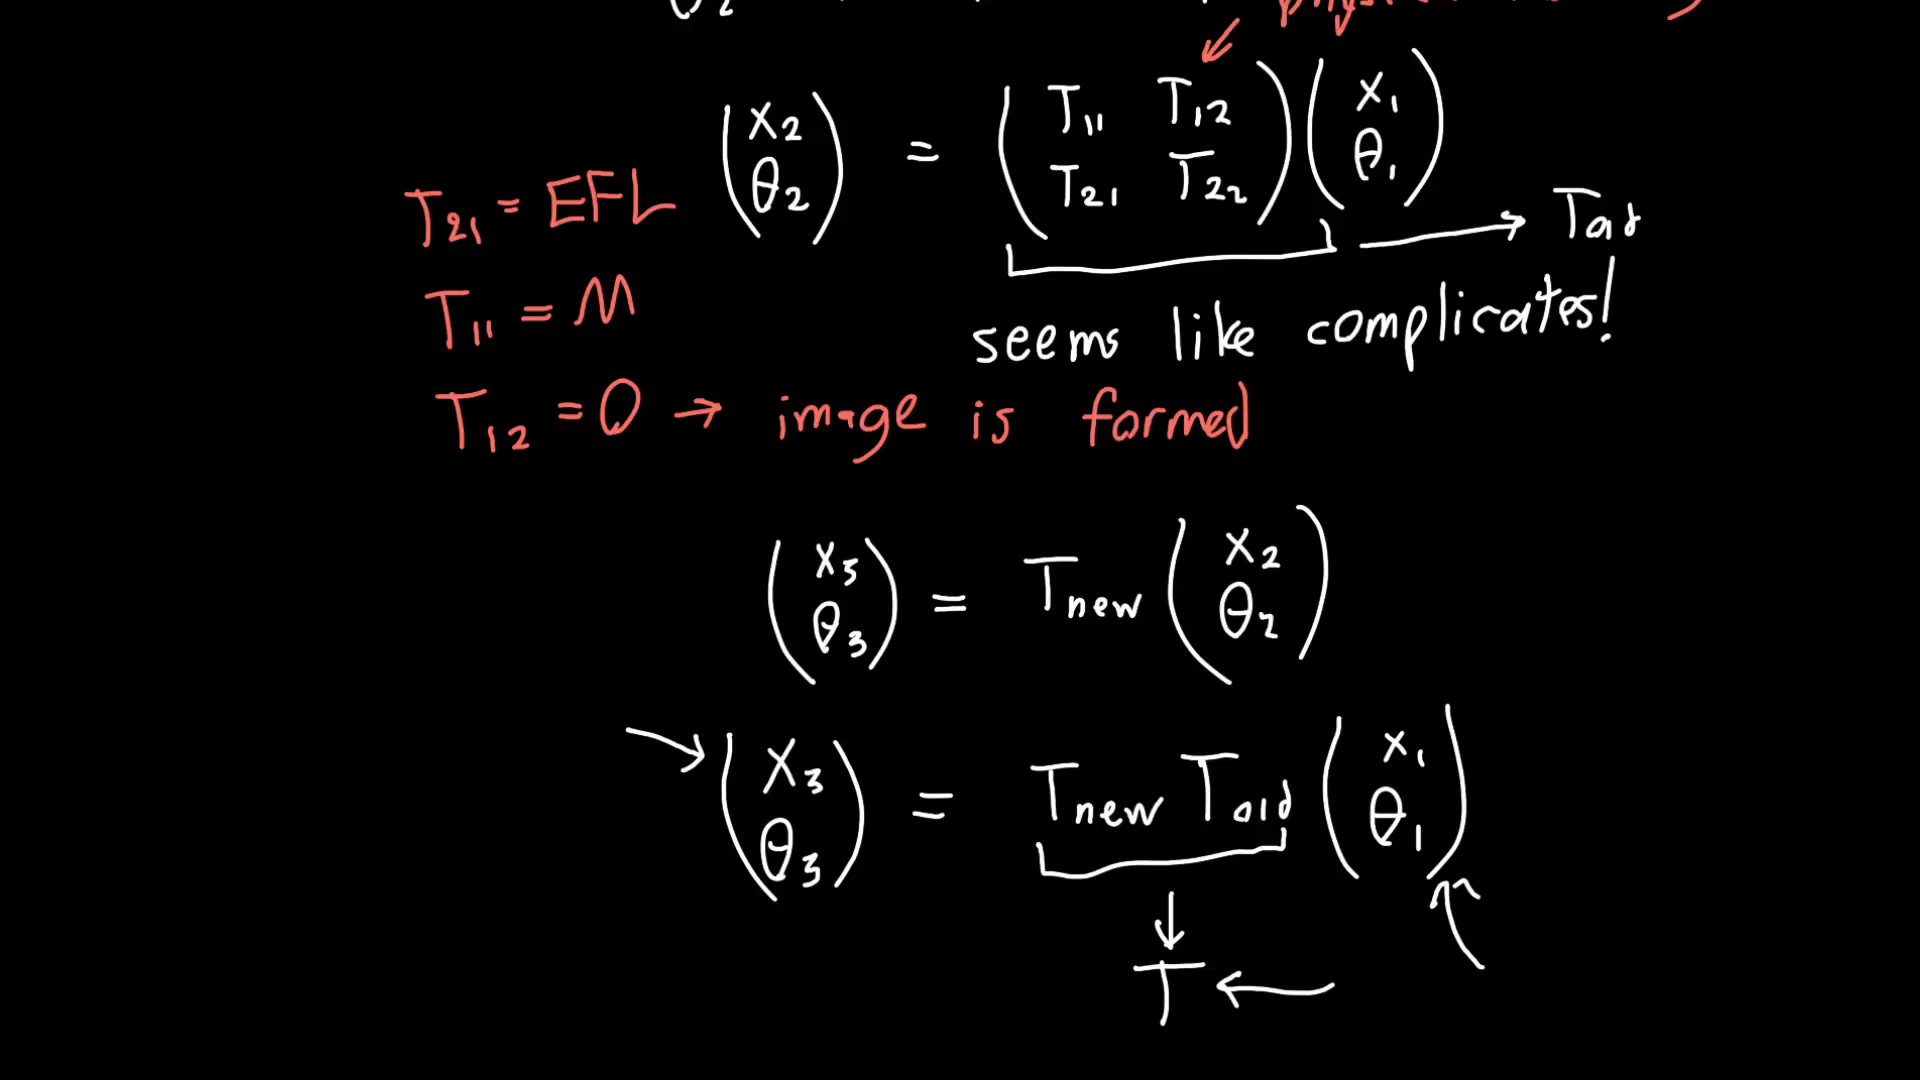 (x₂ θ₂) = (T₁₁ T₁₂ T₂₁ T₂₂) (x₁ θ₁)
T₂₁ = EFL
→ Told
T₁₁ = M
seems like complicates!
T₁₂ = 0 → image is formed
(x₃ θ₃) = Tnew (x₂ θ₂)
(x₃ θ₃) = Tnew Told (x₁ θ₁)
T